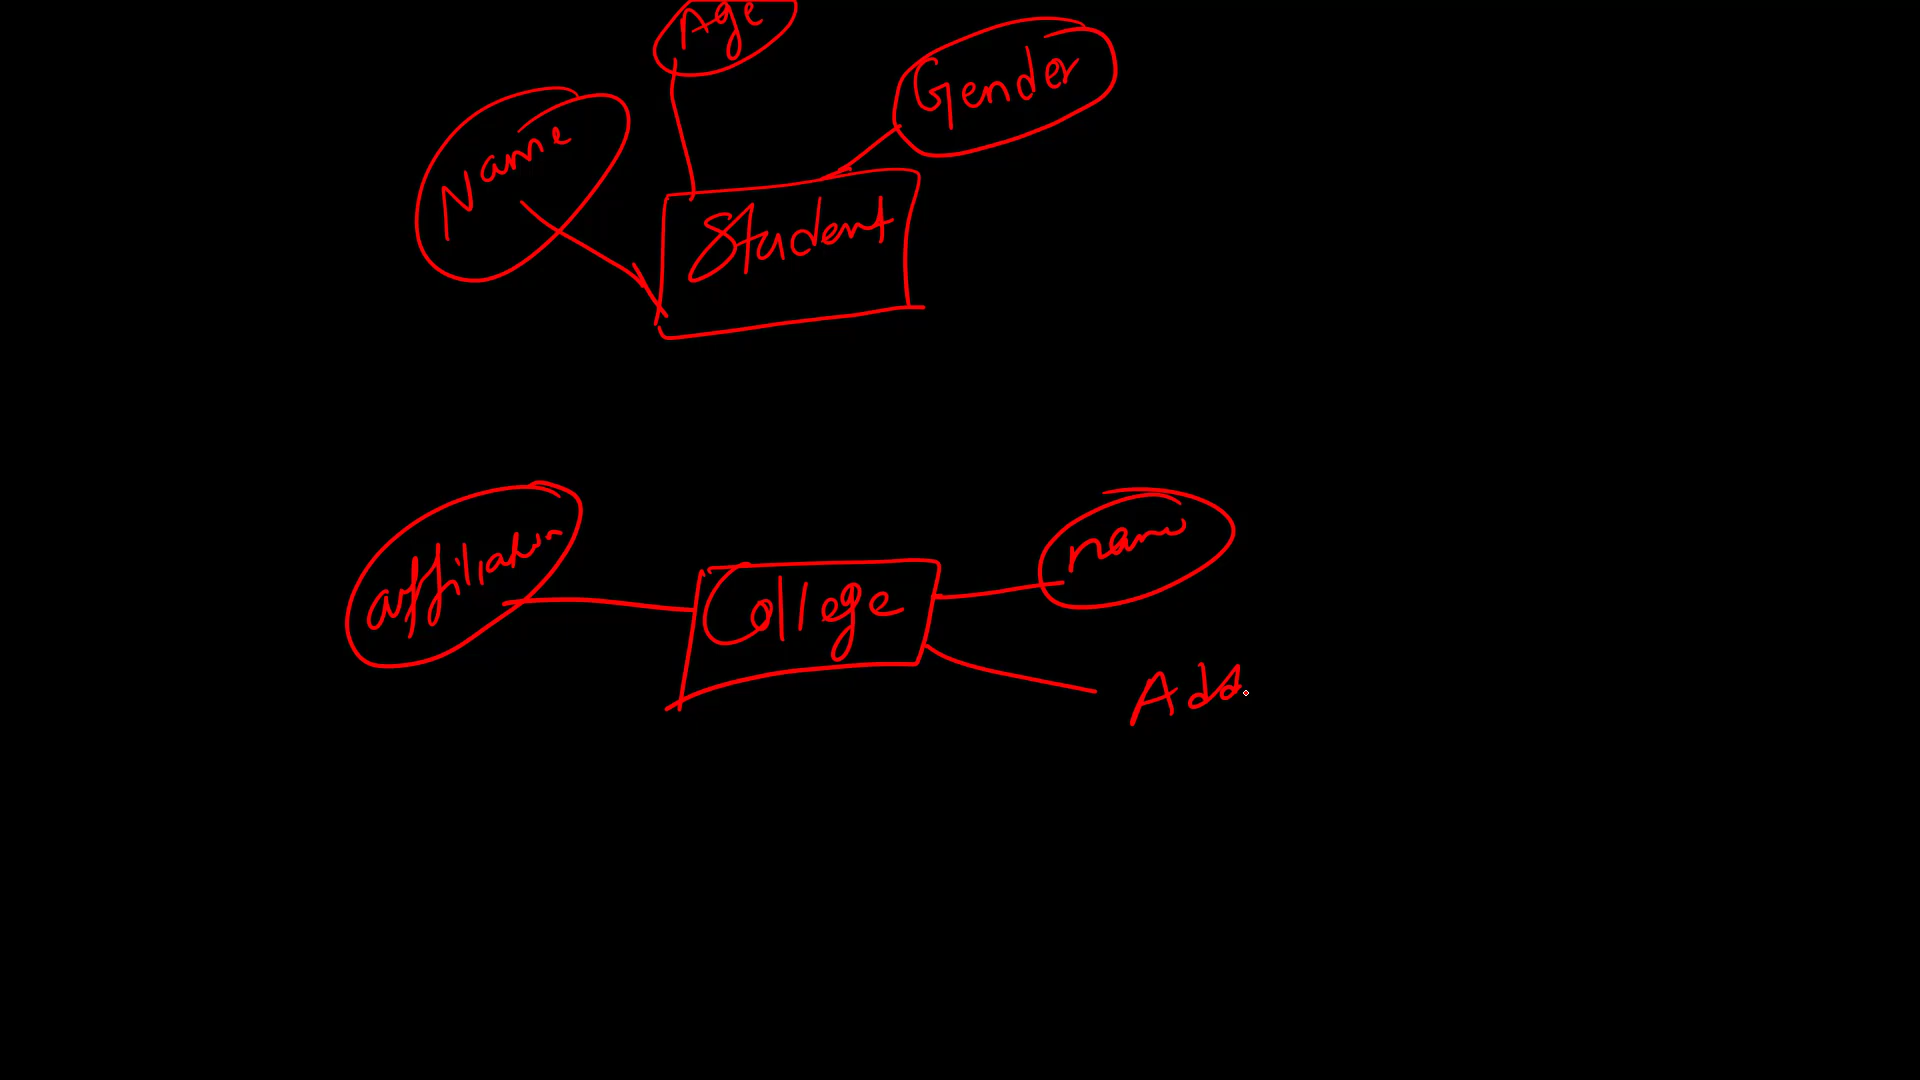 Age
Gender
Name
Student
affiliation
name
College
Add